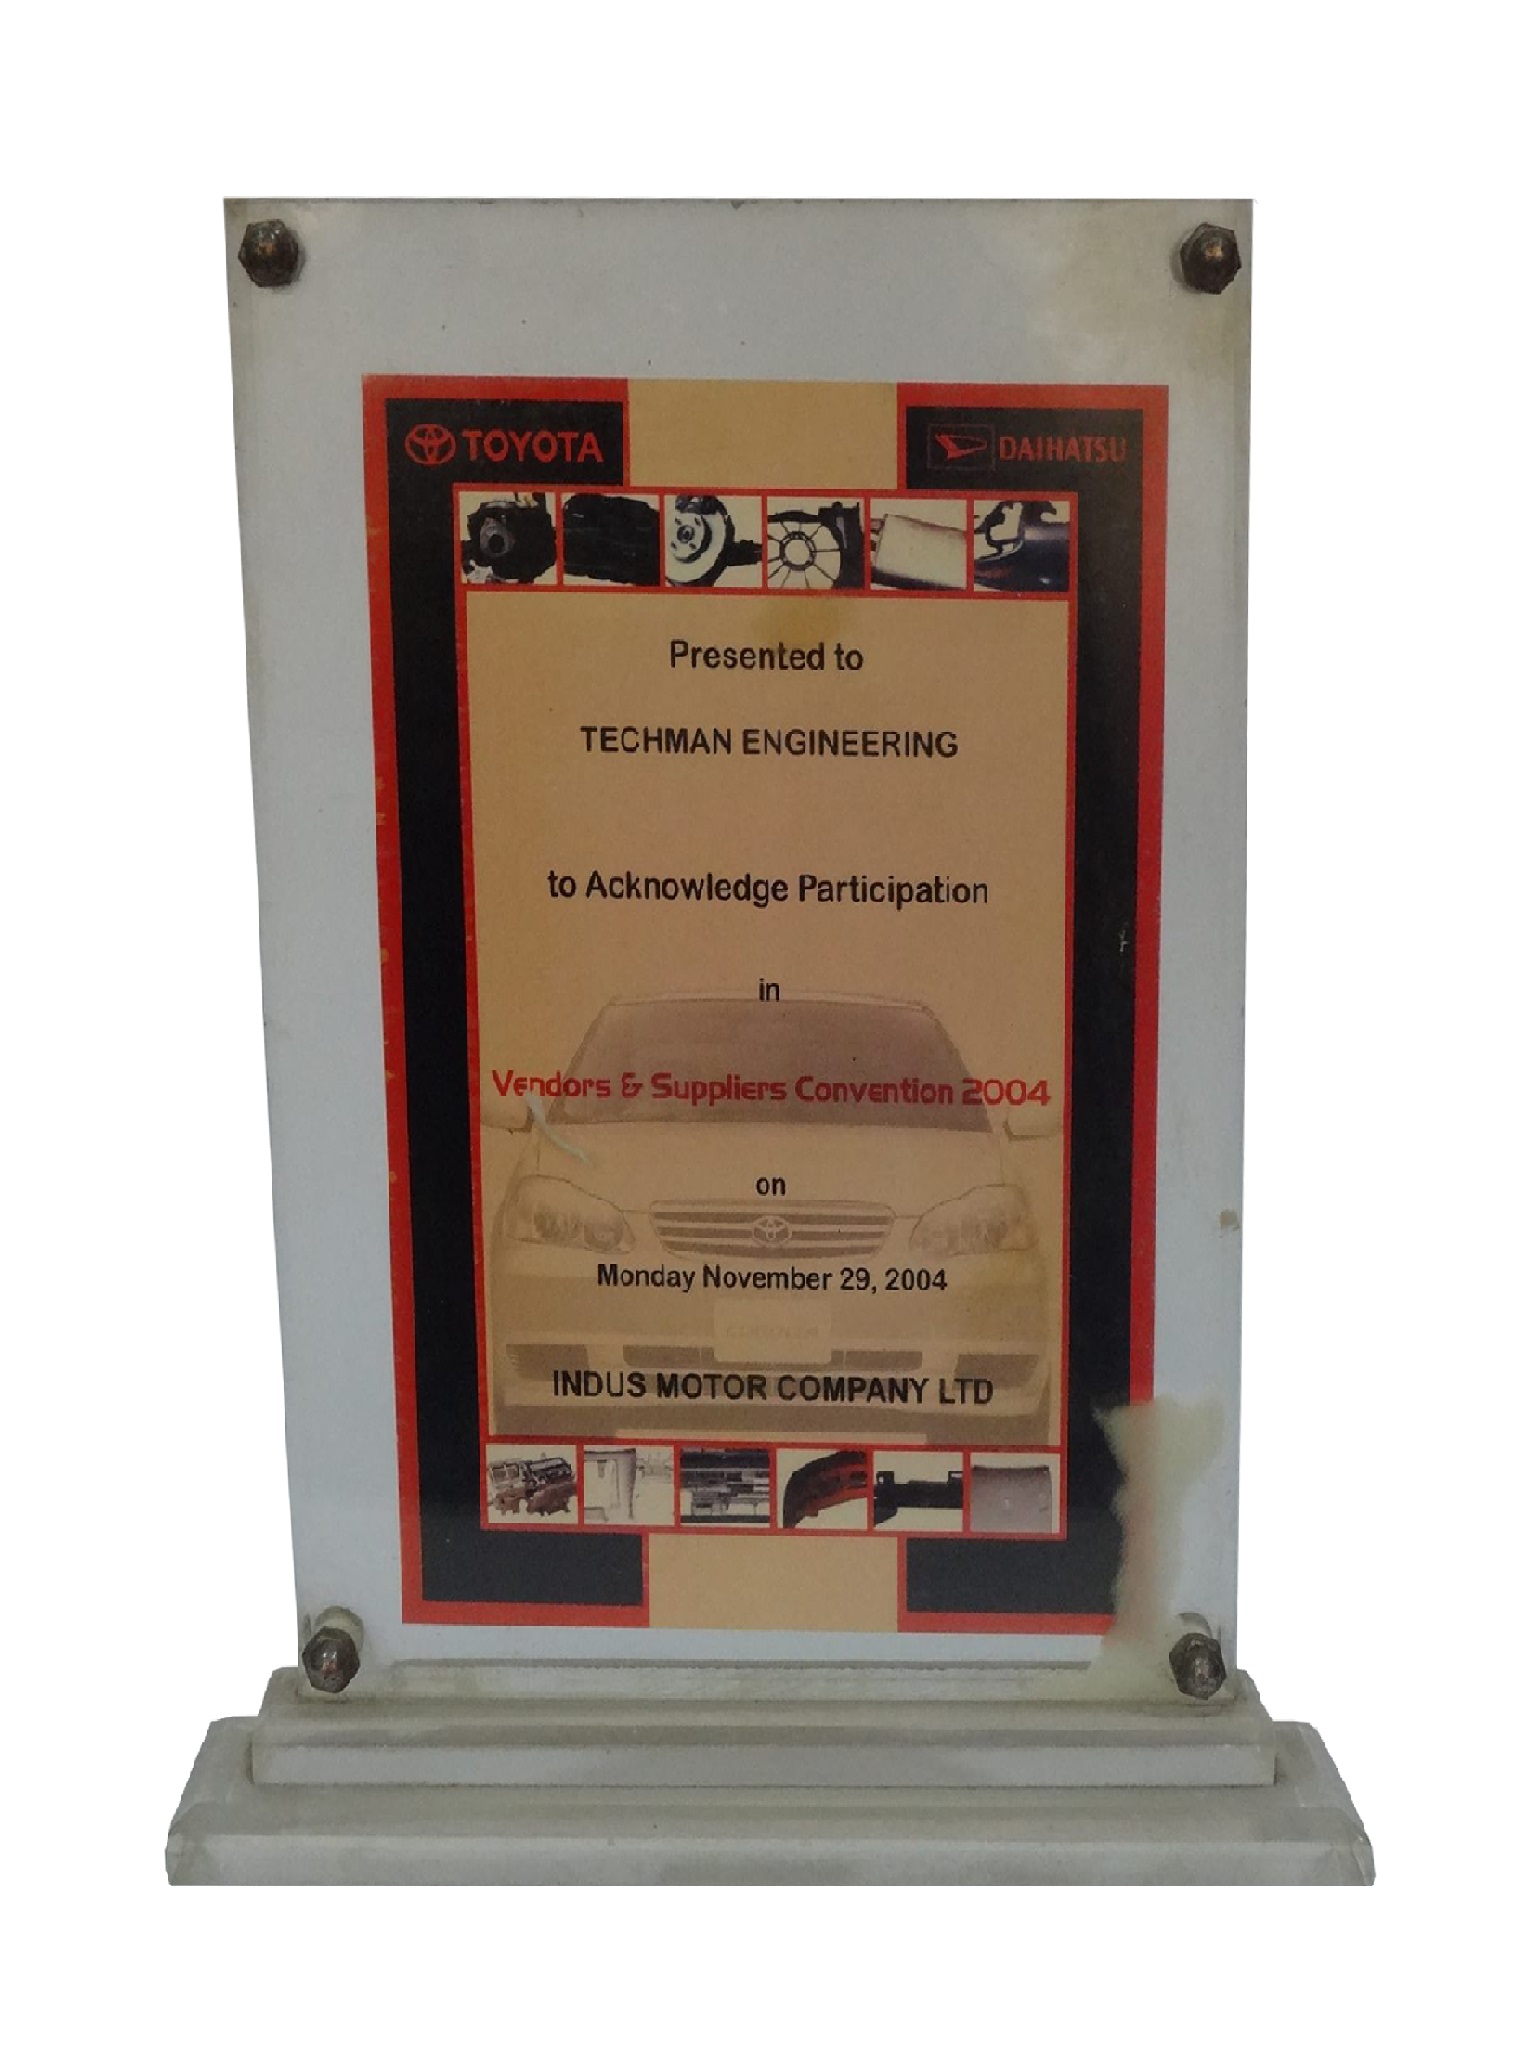 TOYOTA
DAIHATSU
Presented to
TECHMAN ENGINEERING
to Acknowledge Participation
in
Vendors & Suppliers Convention 2004
on
Monday November 29, 2004
INDUS MOTOR COMPANY LTD